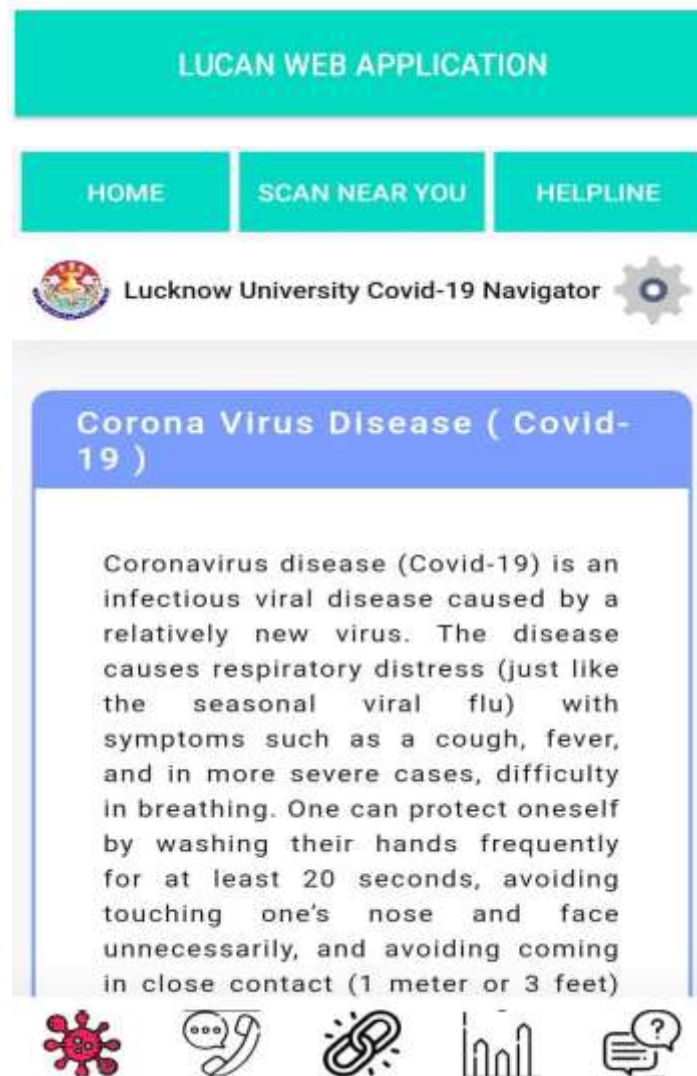 LUCAN WEB APPLICATION
HOME
SCAN NEAR YOU
HELPLINE
Lucknow University Covid-19 Navigator
Corona Virus Disease ( Covid-
19 )
Coronavirus disease (Covid-19) is an
infectious viral disease caused by a
relatively new virus. The disease
causes respiratory distress (just like
the seasonal viral flu) with
symptoms such as a cough, fever,
and in more severe cases, difficulty
in breathing. One can protect oneself
by washing their hands frequently
for at least 20 seconds, avoiding
touching one's nose and face
unnecessarily, and avoiding coming
in close contact (1 meter or 3 feet)
?